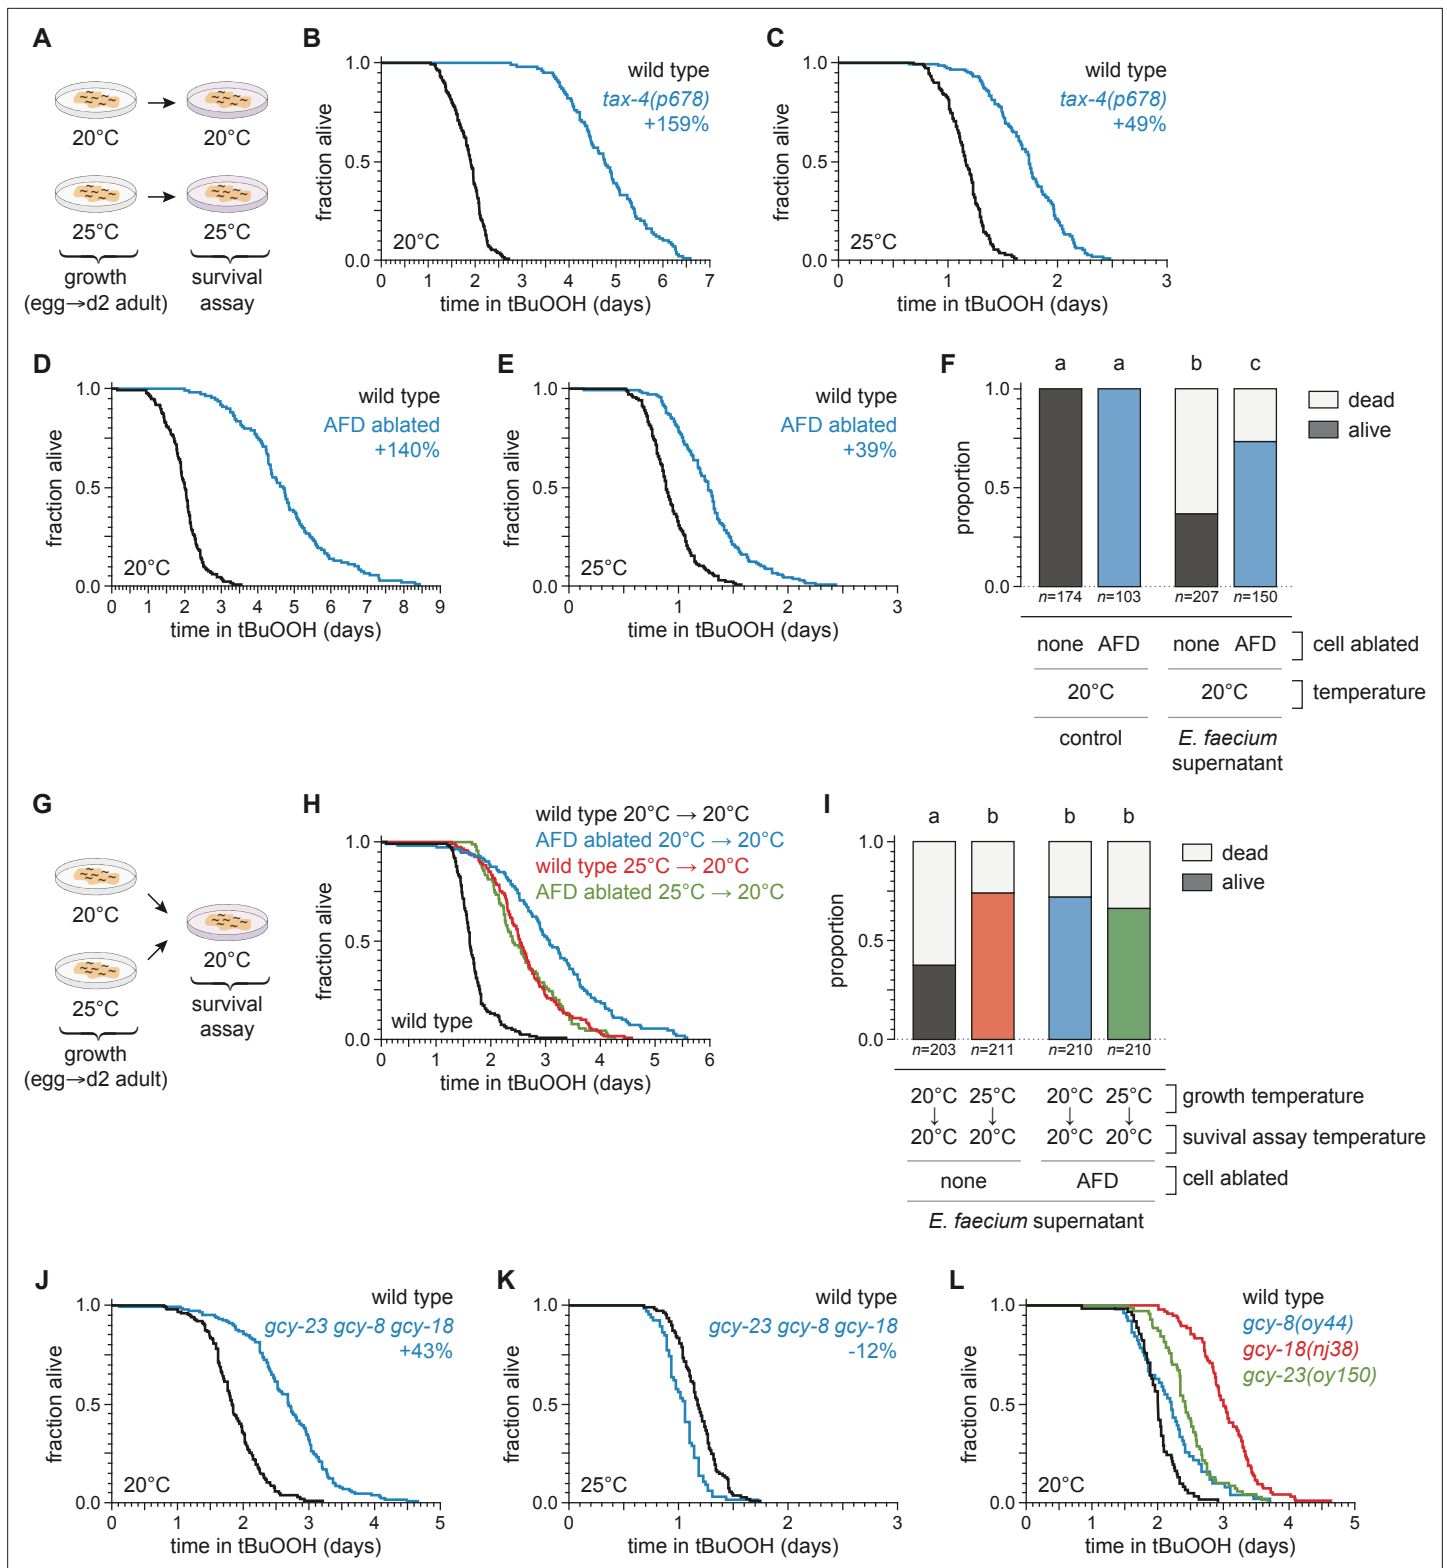 A
20°C
20°C
25°C
25°C
growth
(egg→d2 adult)
survival
assay
B
1.0
0.5
0.0
fraction alive
wild type
tax-4(p678)
+159%
20°C
0 1 2 3 4 5 6 7
time in tBuOOH (days)
C
1.0
0.5
0.0
fraction alive
wild type
tax-4(p678)
+49%
25°C
0 1 2 3
time in tBuOOH (days)
D
1.0
0.5
0.0
fraction alive
wild type
AFD ablated
+140%
20°C
0 1 2 3 4 5 6 7 8 9
time in tBuOOH (days)
E
1.0
0.5
0.0
fraction alive
wild type
AFD ablated
+39%
25°C
0 1 2 3
time in tBuOOH (days)
F
a a b c
1.0
0.5
0.0
proportion
dead
alive
n=174 n=103 n=207 n=150
none AFD none AFD cell ablated
20°C 20°C temperature
control E. faecium
supernatant
G
20°C
25°C
20°C
growth
(egg→d2 adult)
survival
assay
H
wild type 20°C → 20°C
AFD ablated 20°C → 20°C
wild type 25°C → 20°C
AFD ablated 25°C → 20°C
1.0
0.5
0.0
fraction alive
wild type
0 1 2 3 4 5 6
time in tBuOOH (days)
I
a b b b
1.0
0.5
0.0
proportion
dead
alive
n=203 n=211 n=210 n=210
20°C 25°C 20°C 25°C growth temperature
↓ ↓ ↓ ↓
20°C 20°C 20°C 20°C suvival assay temperature
none AFD cell ablated
E. faecium supernatant
J
1.0
0.5
0.0
fraction alive
wild type
gcy-23 gcy-8 gcy-18
+43%
20°C
0 1 2 3 4 5
time in tBuOOH (days)
K
1.0
0.5
0.0
fraction alive
wild type
gcy-23 gcy-8 gcy-18
-12%
25°C
0 1 2 3
time in tBuOOH (days)
L
1.0
0.5
0.0
fraction alive
wild type
gcy-8(oy44)
gcy-18(nj38)
gcy-23(oy150)
20°C
0 1 2 3 4 5
time in tBuOOH (days)